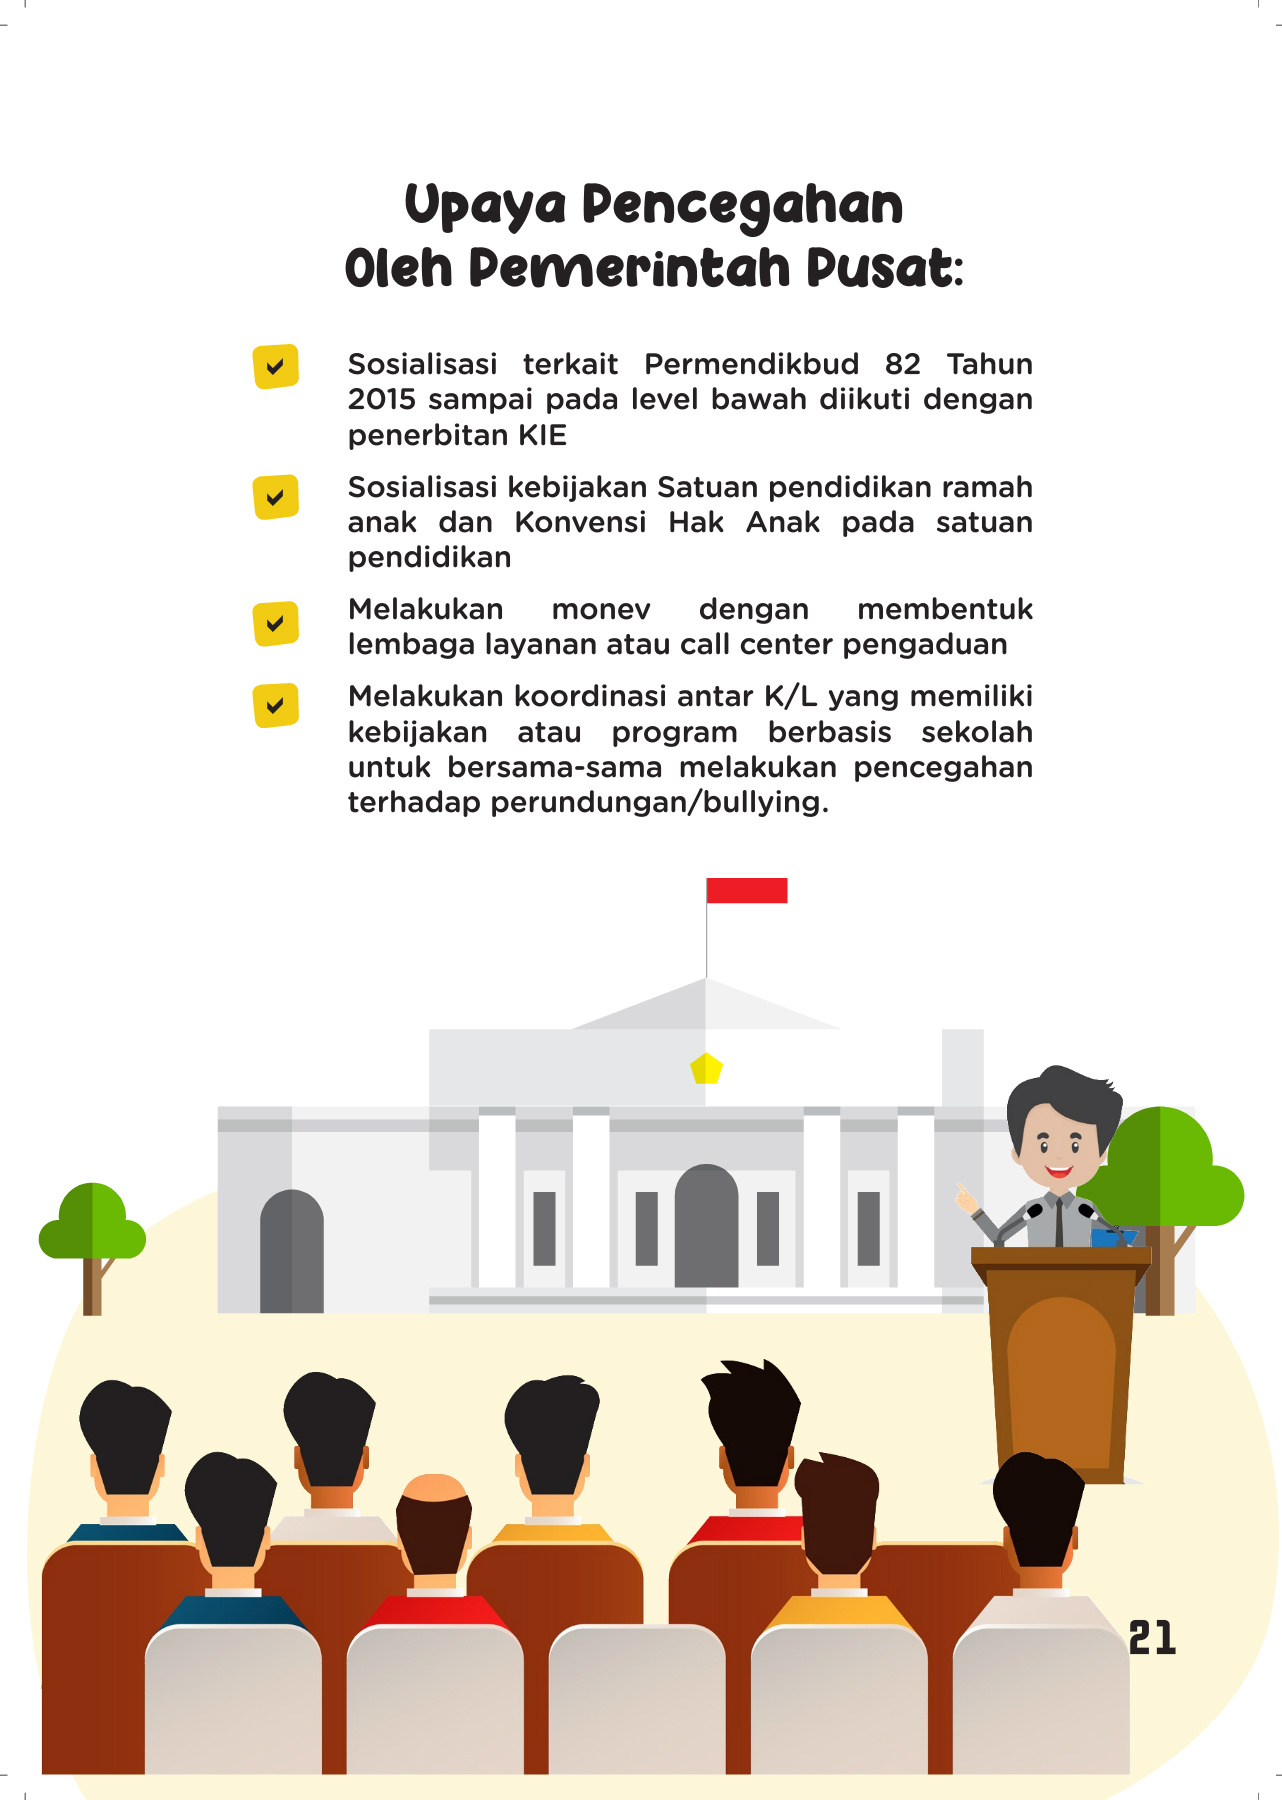 Upaya Pencegahan
Oleh Pemerintah Pusat:
Sosialisasi terkait Permendikbud 82 Tahun
2015 sampai pada level bawah diikuti dengan
penerbitan KIE
Sosialisasi kebijakan Satuan pendidikan ramah
anak dan Konvensi Hak Anak pada satuan
pendidikan
Melakukan monev dengan membentuk
lembaga layanan atau call center pengaduan
Melakukan koordinasi antar K/L yang memiliki
kebijakan atau program berbasis sekolah
untuk bersama-sama melakukan pencegahan
terhadap perundungan/bullying.
21